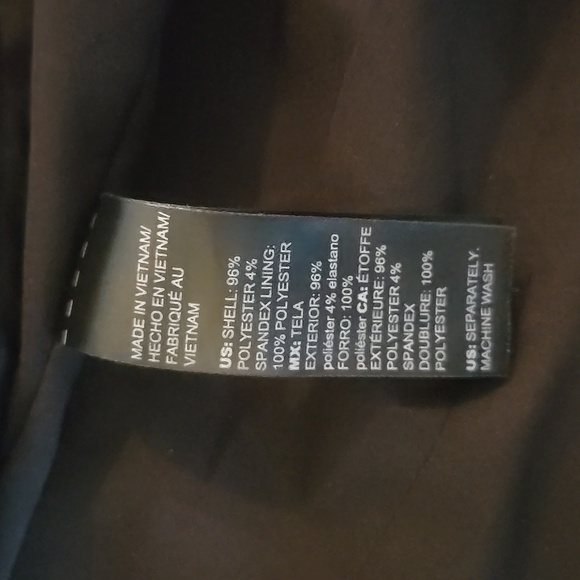 MADE IN VIETNAM/
HECHO EN VIETNAM/
FABRIQUÉ AU
VIETNAM
US: SHELL: 96%
POLYESTER 4%
SPANDEX LINING:
100% POLYESTER
MX: TELA
EXTERIOR: 96%
poliéster 4% elastano
FORRO: 100%
poliéster CA: ÉTOFFE
EXTÉRIEURE: 96%
POLYESTER 4%
SPANDEX
DOUBLURE: 100%
POLYESTER
US: SEPARATELY.
MACHINE WASH